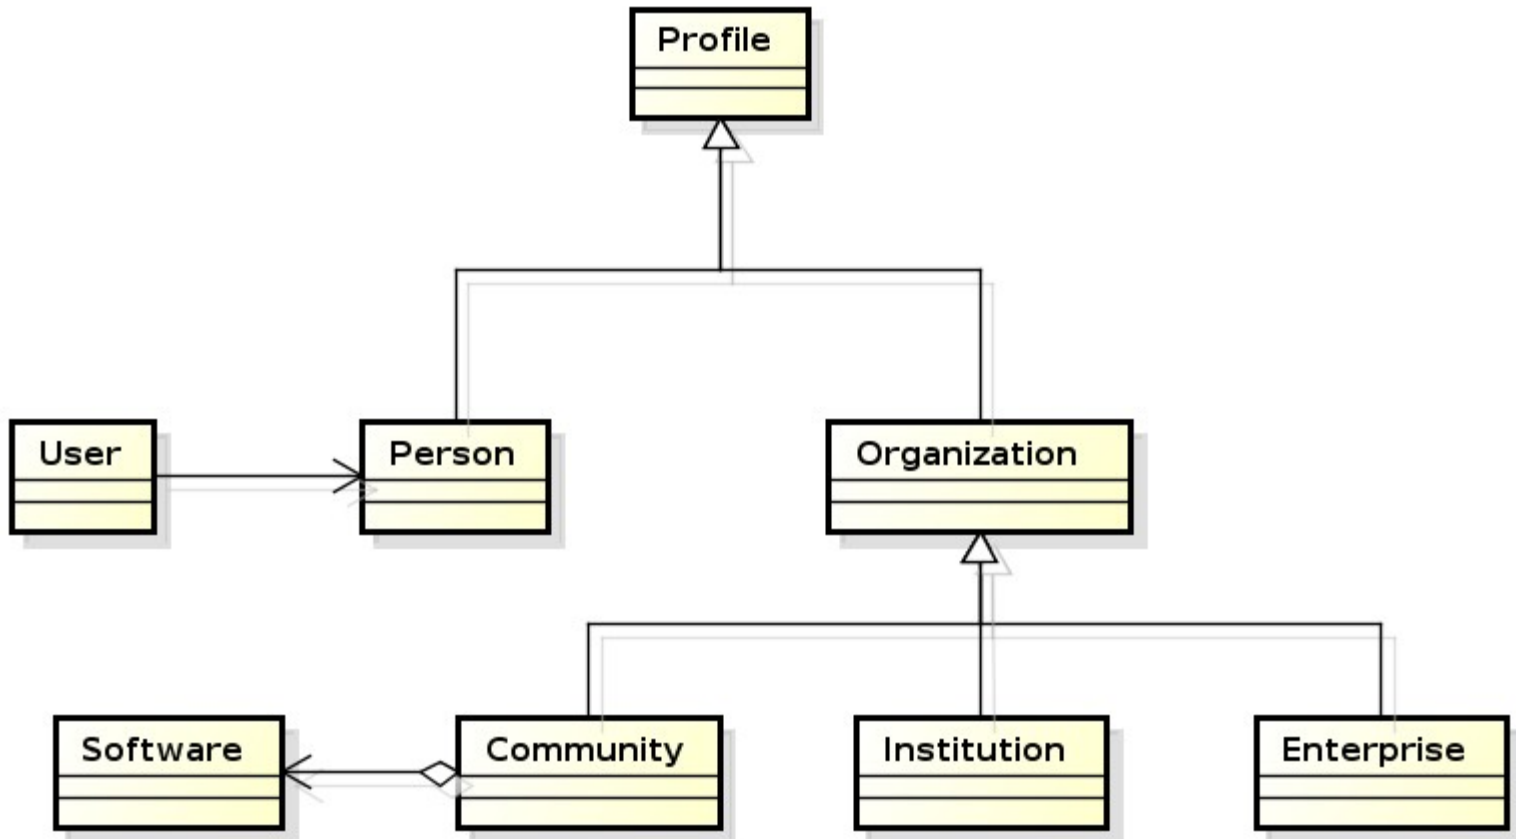 Profile
User
Person
Organization
Software
Community
Institution
Enterprise